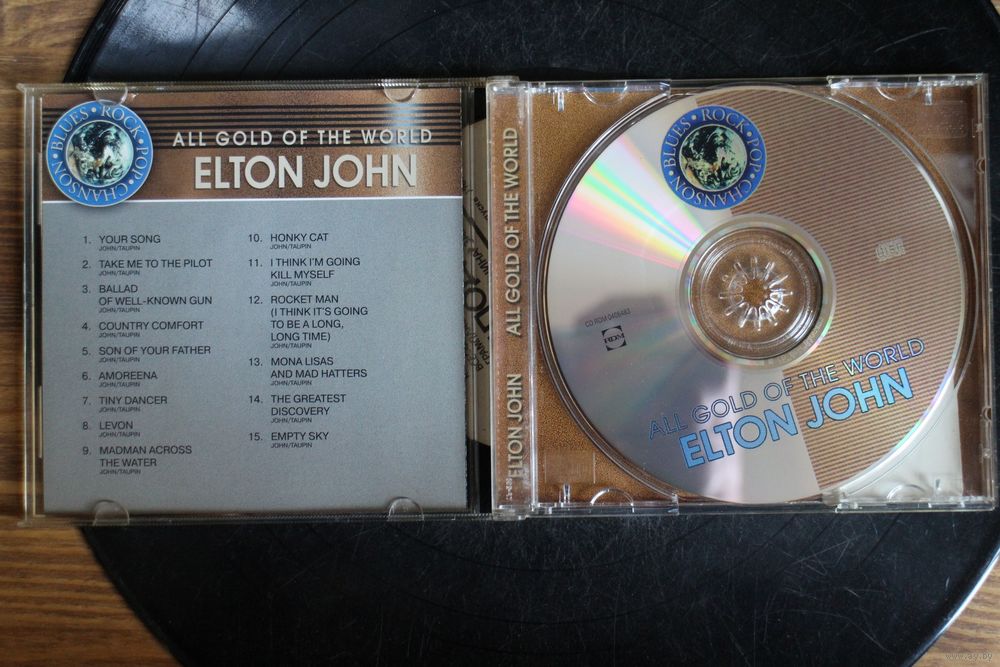 BLUES • ROCK • POP • CHANSON
ALL GOLD OF THE WORLD
ELTON JOHN
1. YOUR SONG
JOHN/TAUPIN
2. TAKE ME TO THE PILOT
JOHN/TAUPIN
3. BALLAD
OF WELL-KNOWN GUN
JOHN/TAUPIN
4. COUNTRY COMFORT
JOHN/TAUPIN
5. SON OF YOUR FATHER
JOHN/TAUPIN
6. AMOREENA
JOHN/TAUPIN
7. TINY DANCER
JOHN/TAUPIN
8. LEVON
JOHN/TAUPIN
9. MADMAN ACROSS
THE WATER
JOHN/TAUPIN
10. HONKY CAT
JOHN/TAUPIN
11. I THINK I'M GOING
KILL MYSELF
JOHN/TAUPIN
12. ROCKET MAN
(I THINK IT'S GOING
TO BE A LONG,
LONG TIME)
JOHN/TAUPIN
13. MONA LISAS
AND MAD HATTERS
JOHN/TAUPIN
14. THE GREATEST
DISCOVERY
JOHN/TAUPIN
15. EMPTY SKY
JOHN/TAUPIN
ELTON JOHN ALL GOLD OF THE WORLD
BLUES • ROCK • POP • CHANSON
CD ROM 0406483
ALL GOLD OF THE WORLD
ELTON JOHN
www.ay.by